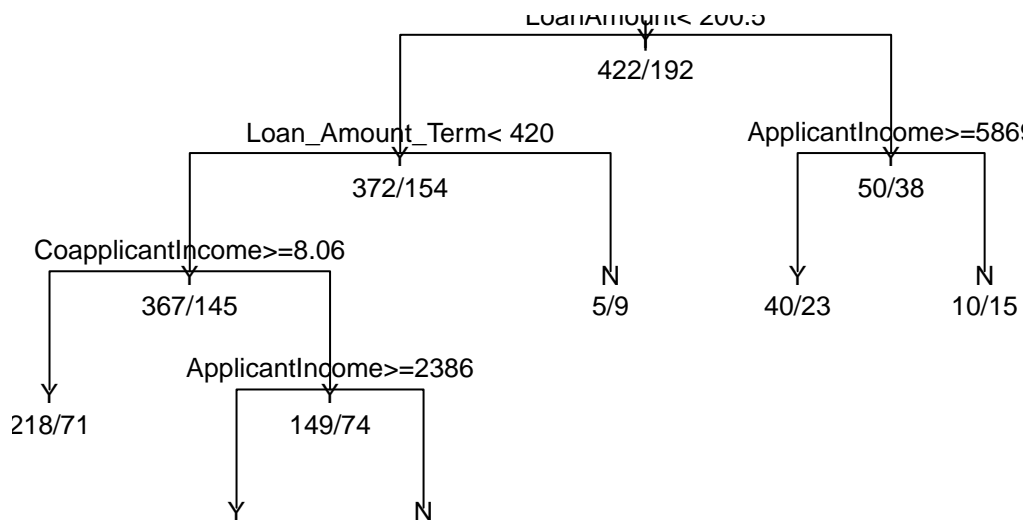 LoanAmount< 200.5
Y
422/192
Loan_Amount_Term< 420
ApplicantIncome>=5869
Y
372/154
Y
50/38
CoapplicantIncome>=8.06
Y
367/145
N
5/9
Y
40/23
N
10/15
ApplicantIncome>=2386
Y
218/71
Y
149/74
Y
N